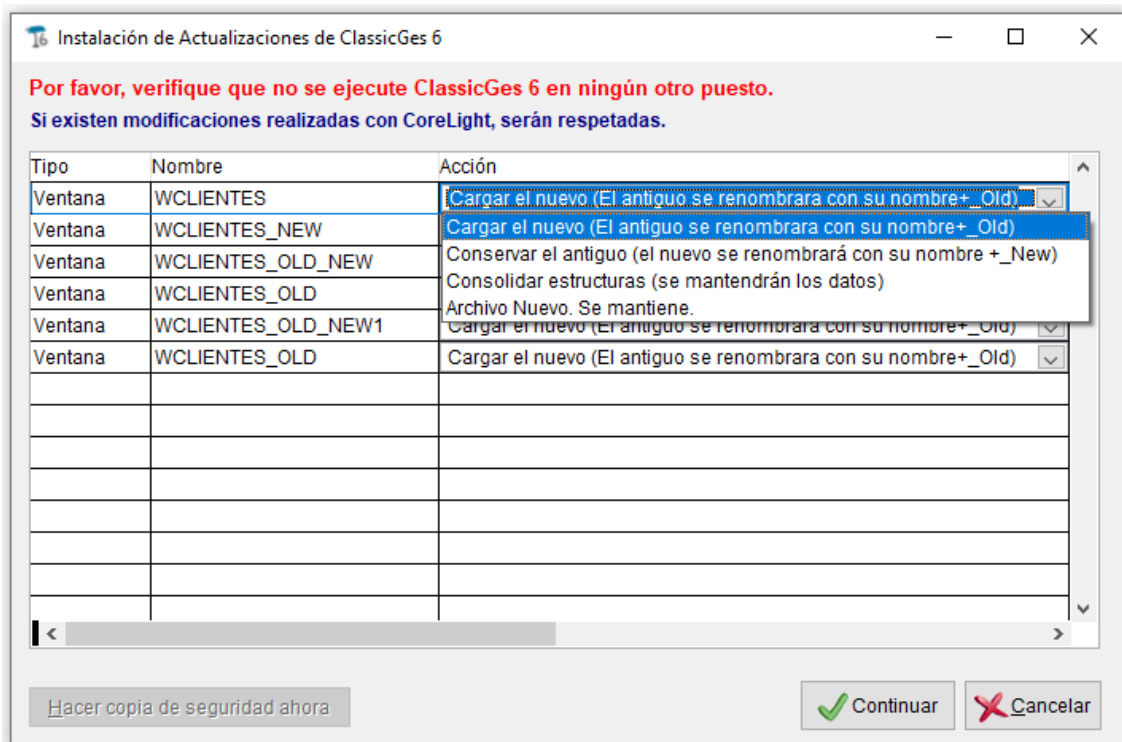 Instalación de Actualizaciones de ClassicGes 6
Por favor, verifique que no se ejecute ClassicGes 6 en ningún otro puesto.
Si existen modificaciones realizadas con CoreLight, serán respetadas.
Tipo Nombre Acción
Ventana WCLIENTES Cargar el nuevo (El antiguo se renombrara con su nombre+_Old)
Ventana WCLIENTES_NEW Cargar el nuevo (El antiguo se renombrara con su nombre+_Old)
Ventana WCLIENTES_OLD_NEW Conservar el antiguo (el nuevo se renombrará con su nombre +_New)
Consolidar estructuras (se mantendrán los datos)
Ventana WCLIENTES_OLD Archivo Nuevo. Se mantiene.
Ventana WCLIENTES_OLD_NEW1 Cargar el nuevo (El antiguo se renombrara con su nombre+_Old)
Ventana WCLIENTES_OLD Cargar el nuevo (El antiguo se renombrara con su nombre+_Old)
Hacer copia de seguridad ahora Continuar Cancelar